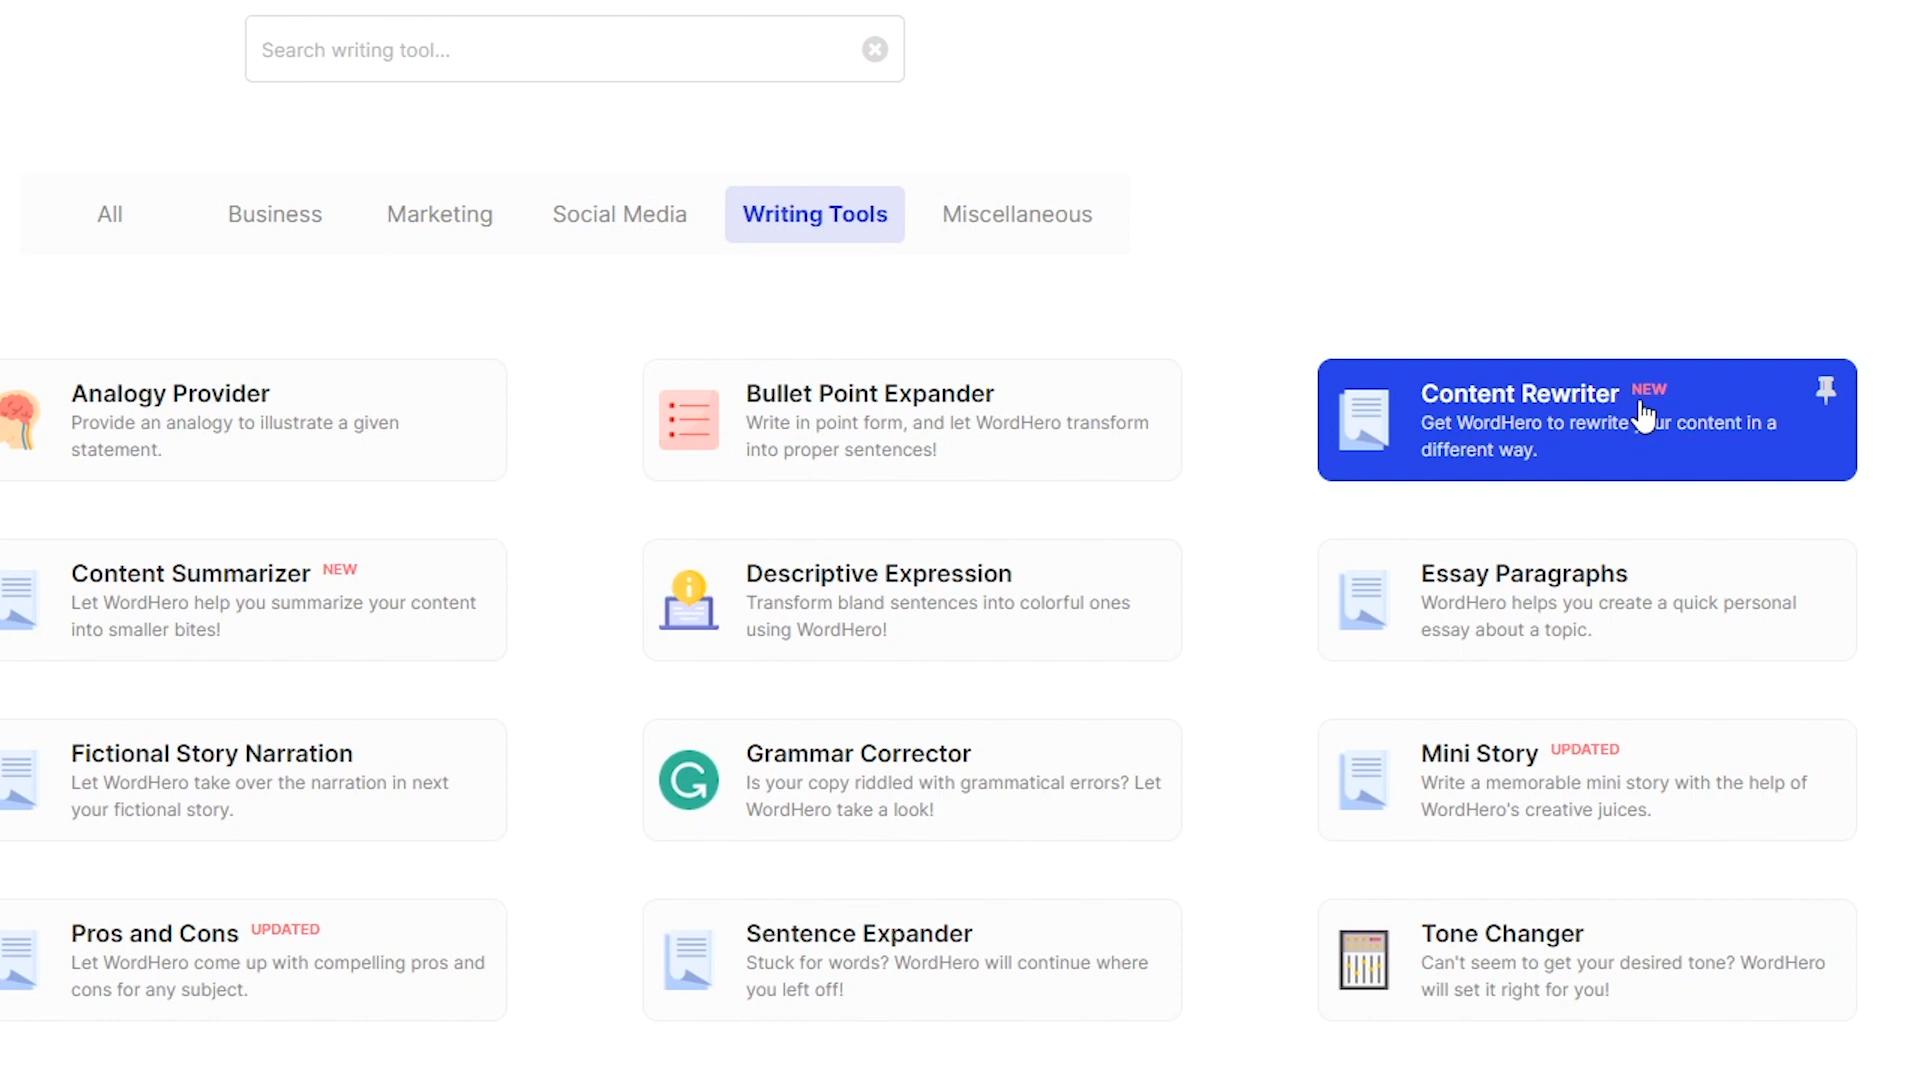 Search writing tool...
All
Business
Marketing
Social Media
Writing Tools
Miscellaneous
Analogy Provider
Provide an analogy to illustrate a given
statement.
Bullet Point Expander
Write in point form, and let WordHero transform
into proper sentences!
Content Rewriter NEW
Get WordHero to rewrite your content in a
different way.
Content Summarizer NEW
Let WordHero help you summarize your content
into smaller bites!
Descriptive Expression
Transform bland sentences into colorful ones
using WordHero!
Essay Paragraphs
WordHero helps you create a quick personal
essay about a topic.
Fictional Story Narration
Let WordHero take over the narration in next
your fictional story.
Grammar Corrector
Is your copy riddled with grammatical errors? Let
WordHero take a look!
Mini Story UPDATED
Write a memorable mini story with the help of
WordHero's creative juices.
Pros and Cons UPDATED
Let WordHero come up with compelling pros and
cons for any subject.
Sentence Expander
Stuck for words? WordHero will continue where
you left off!
Tone Changer
Can't seem to get your desired tone? WordHero
will set it right for you!